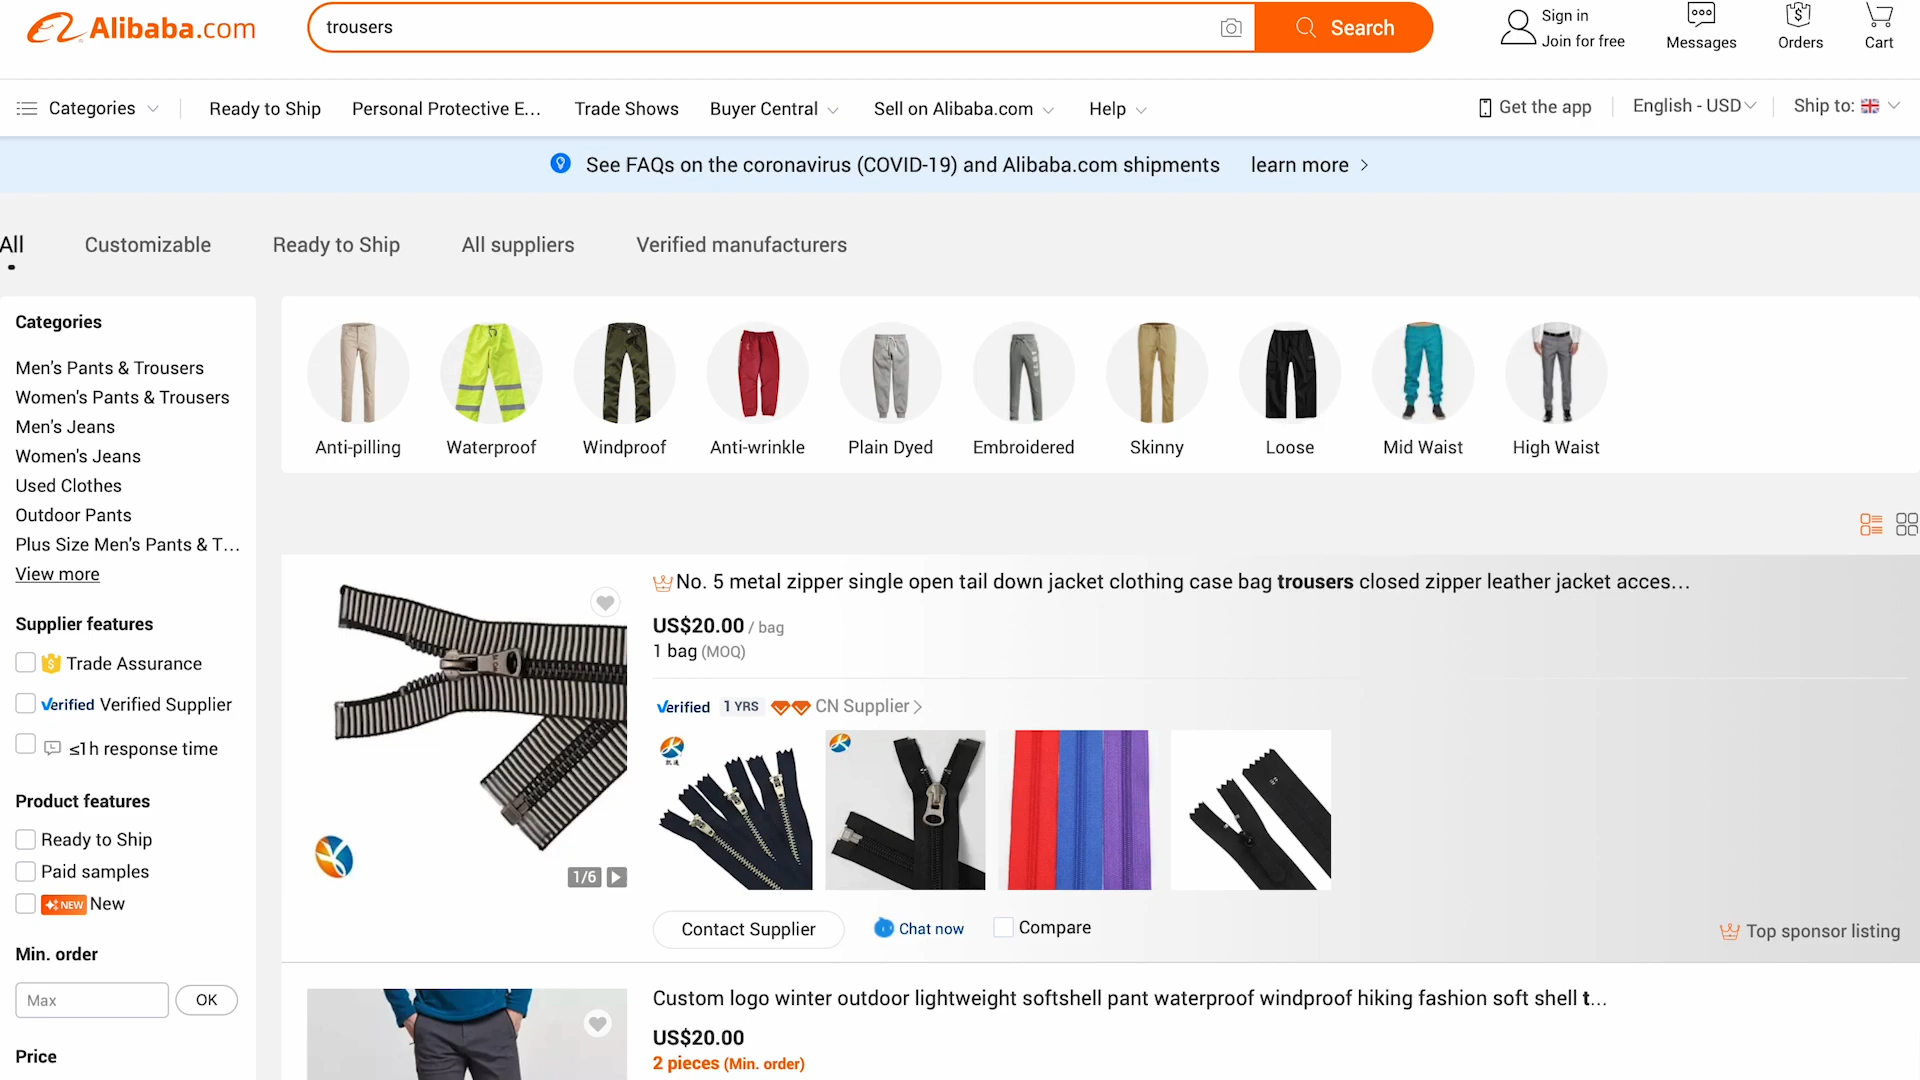 Alibaba.com
trousers
Search
Sign in
Join for free
Messages
Orders
Cart
Categories
Ready to Ship
Personal Protective E...
Trade Shows
Buyer Central
Sell on Alibaba.com
Help
Get the app
English - USD
Ship to:
See FAQs on the coronavirus (COVID-19) and Alibaba.com shipments learn more >
All
Customizable
Ready to Ship
All suppliers
Verified manufacturers
Categories
Men's Pants & Trousers
Women's Pants & Trousers
Men's Jeans
Women's Jeans
Used Clothes
Outdoor Pants
Plus Size Men's Pants & T...
View more
Supplier features
Trade Assurance
Verified Verified Supplier
≤1h response time
Product features
Ready to Ship
Paid samples
NEW New
Min. order
Max
OK
Price
Anti-pilling
Waterproof
Windproof
Anti-wrinkle
Plain Dyed
Embroidered
Skinny
Loose
Mid Waist
High Waist
No. 5 metal zipper single open tail down jacket clothing case bag trousers closed zipper leather jacket acces...
US$20.00 / bag
1 bag (MOQ)
Verified 1 YRS CN Supplier >
1/6
Contact Supplier
Chat now
Compare
Top sponsor listing
Custom logo winter outdoor lightweight softshell pant waterproof windproof hiking fashion soft shell t...
US$20.00
2 pieces (Min. order)